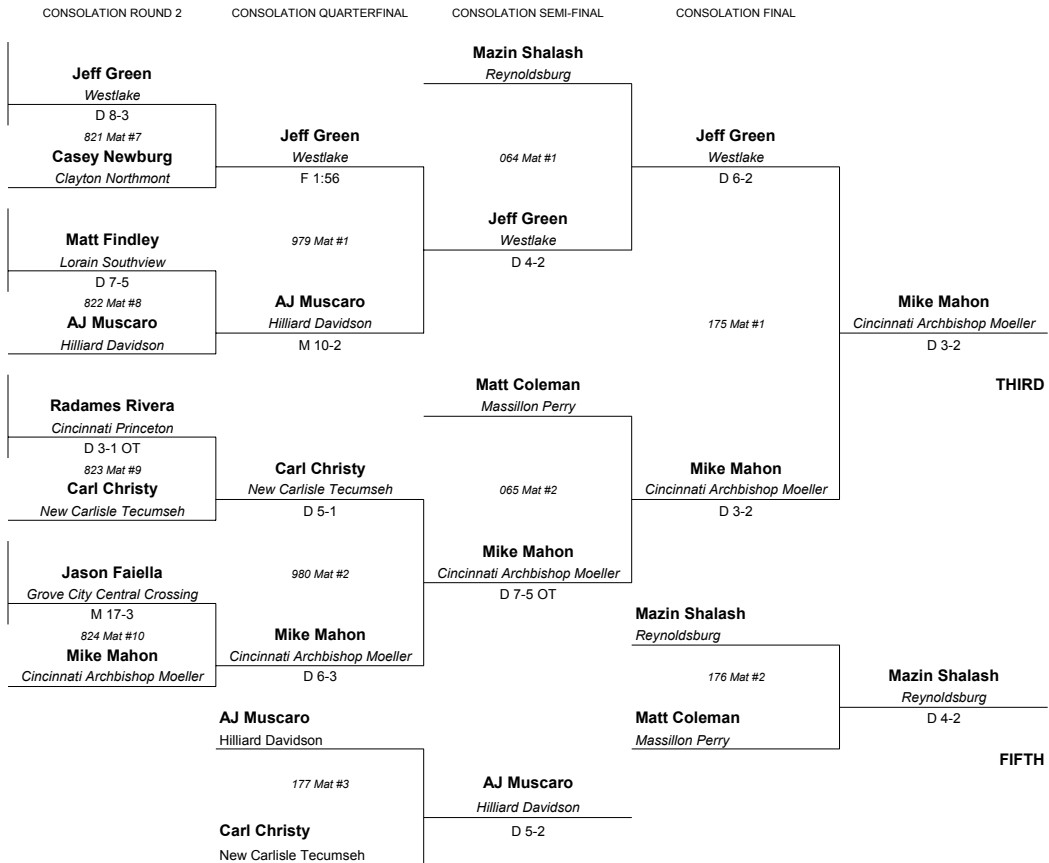 CONSOLATION ROUND 2
CONSOLATION QUARTERFINAL
CONSOLATION SEMI-FINAL
CONSOLATION FINAL
Jeff Green
Westlake
D 8-3
821 Mat #7
Casey Newburg
Clayton Northmont
Matt Findley
Lorain Southview
D 7-5
822 Mat #8
AJ Muscaro
Hilliard Davidson
Radames Rivera
Cincinnati Princeton
D 3-1 OT
823 Mat #9
Carl Christy
New Carlisle Tecumseh
Jason Faiella
Grove City Central Crossing
M 17-3
824 Mat #10
Mike Mahon
Cincinnati Archbishop Moeller
Jeff Green
Westlake
F 1:56
979 Mat #1
AJ Muscaro
Hilliard Davidson
M 10-2
Carl Christy
New Carlisle Tecumseh
D 5-1
980 Mat #2
Mike Mahon
Cincinnati Archbishop Moeller
D 6-3
AJ Muscaro
Hilliard Davidson
177 Mat #3
Carl Christy
New Carlisle Tecumseh
Mazin Shalash
Reynoldsburg
064 Mat #1
Jeff Green
Westlake
D 4-2
Matt Coleman
Massillon Perry
065 Mat #2
Mike Mahon
Cincinnati Archbishop Moeller
D 7-5 OT
AJ Muscaro
Hilliard Davidson
D 5-2
Jeff Green
Westlake
D 6-2
175 Mat #1
Mike Mahon
Cincinnati Archbishop Moeller
D 3-2
Mazin Shalash
Reynoldsburg
176 Mat #2
Matt Coleman
Massillon Perry
Mike Mahon
Cincinnati Archbishop Moeller
D 3-2
THIRD
Mazin Shalash
Reynoldsburg
D 4-2
FIFTH